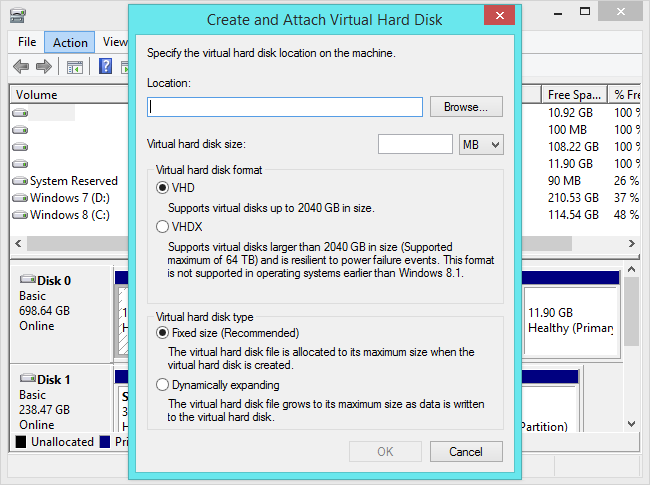 Create and Attach Virtual Hard Disk
File Action View
Specify the virtual hard disk location on the machine.
Location:
Browse...
Virtual hard disk size:
MB
Virtual hard disk format
VHD
Supports virtual disks up to 2040 GB in size.
VHDX
Supports virtual disks larger than 2040 GB in size (Supported
maximum of 64 TB) and is resilient to power failure events. This format
is not supported in operating systems earlier than Windows 8.1.
Virtual hard disk type
Fixed size (Recommended)
The virtual hard disk file is allocated to its maximum size when the
virtual hard disk is created.
Dynamically expanding
The virtual hard disk file grows to its maximum size as data is written
to the virtual hard disk.
OK Cancel
Volume Free Spa... % Fre
10.92 GB 100 %
100 MB 100 %
108.22 GB 100 %
11.90 GB 100 %
System Reserved 90 MB 26 %
Windows 7 (D:) 210.53 GB 37 %
Windows 8 (C:) 114.54 GB 48 %
Disk 0
Basic
698.64 GB
Online
11.90 GB
Healthy (Primar
Disk 1
Basic
238.47 GB
Online
Partition)
Unallocated Pri